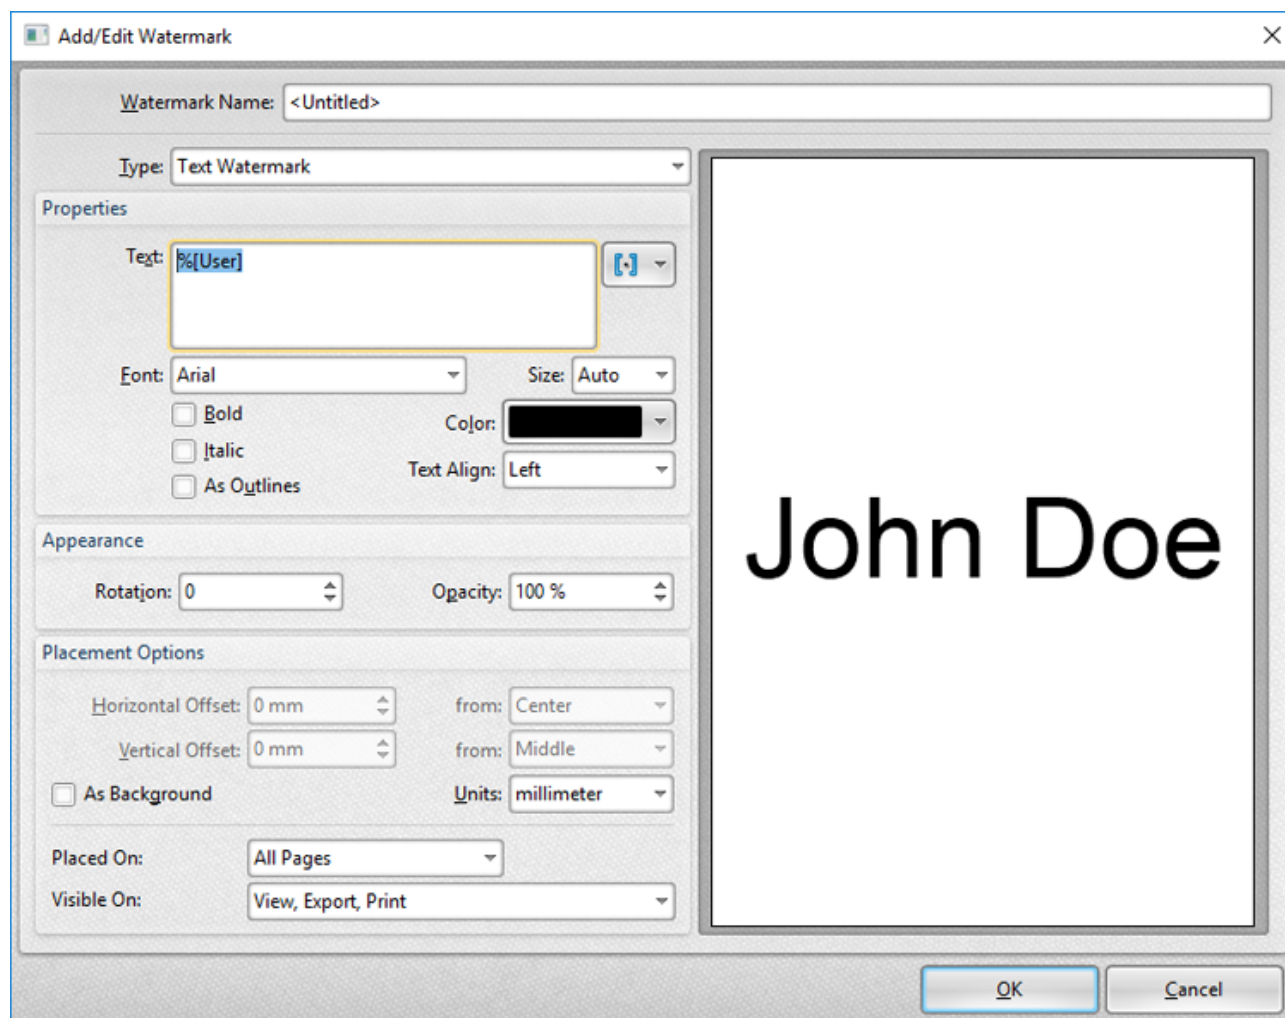 Add/Edit Watermark
Watermark Name: <Untitled>
Type: Text Watermark
Properties
Text: %[User]
Font: Arial Size: Auto
Bold
Color:
Italic
Text Align: Left
As Outlines
John Doe
Appearance
Rotation: 0 Opacity: 100 %
Placement Options
Horizontal Offset: 0 mm from: Center
Vertical Offset: 0 mm from: Middle
As Background Units: millimeter
Placed On: All Pages
Visible On: View, Export, Print
OK Cancel